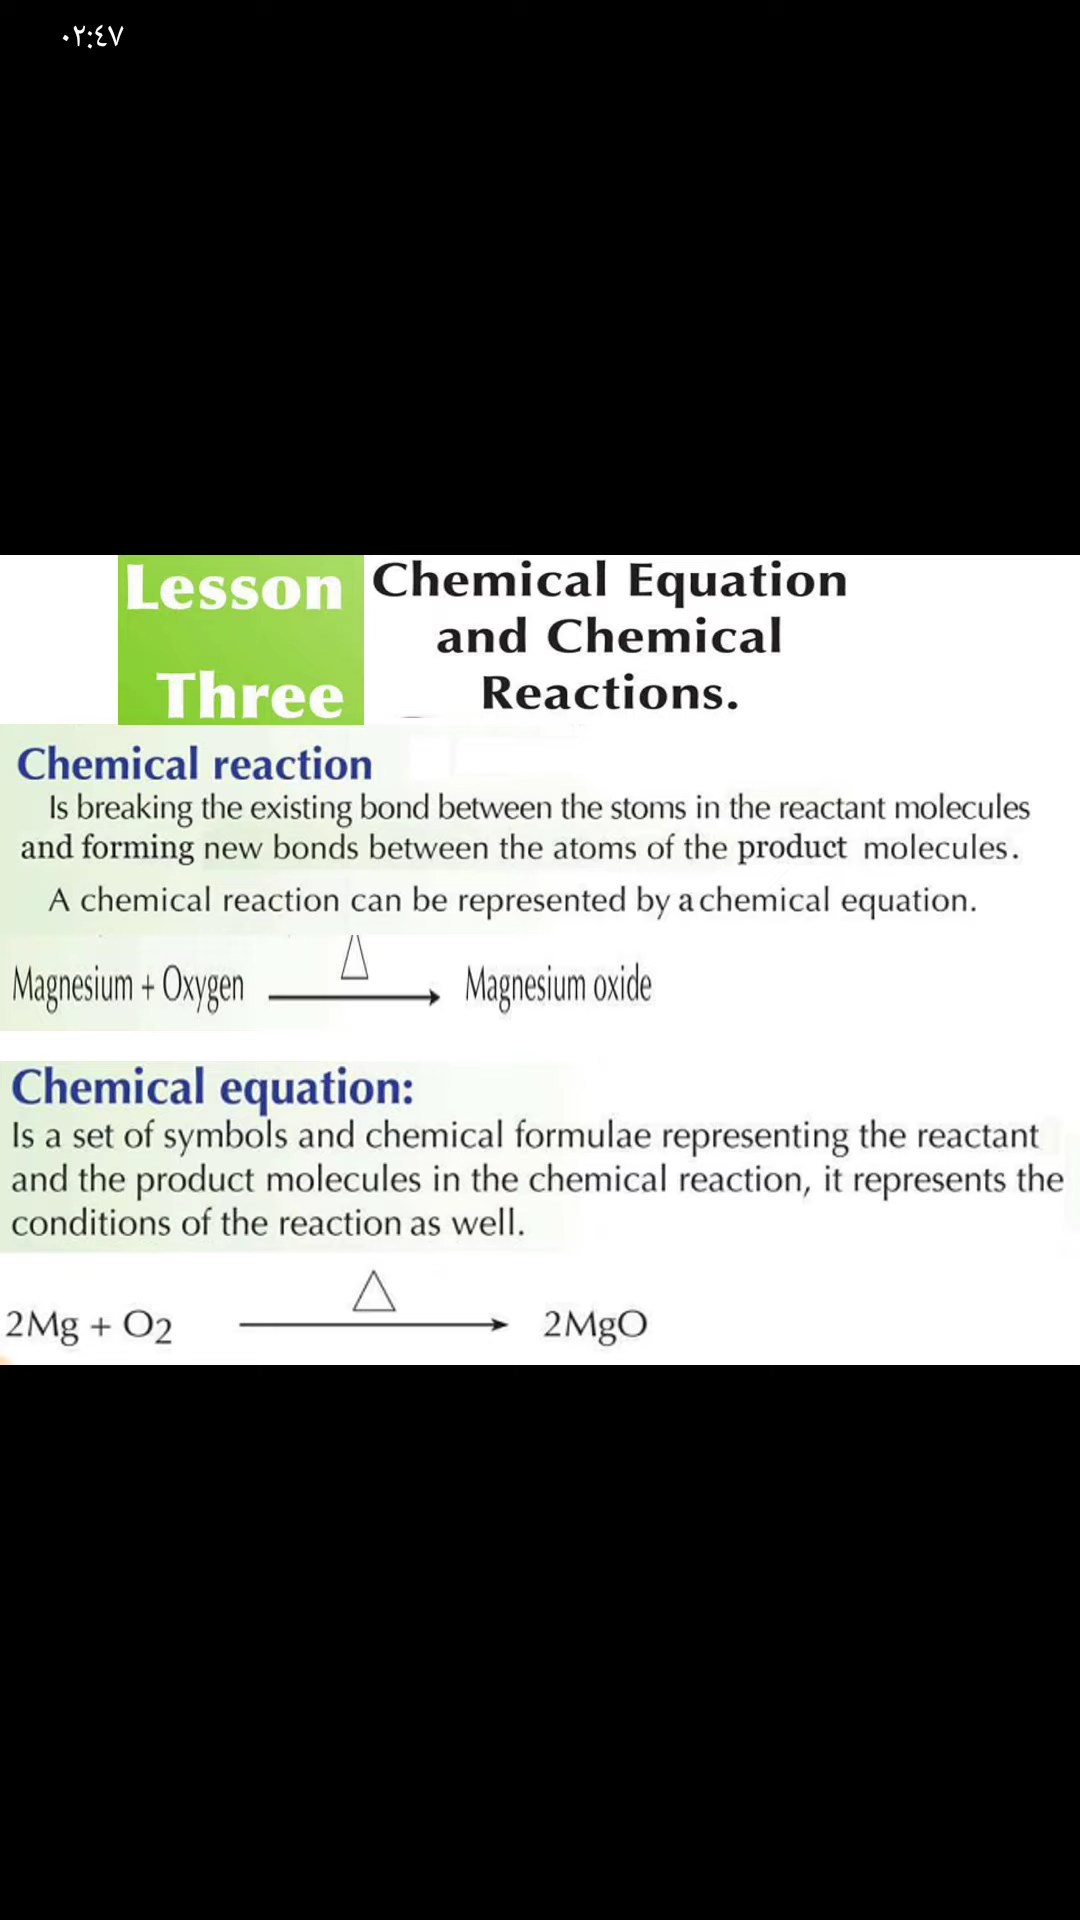 ٠٢:٤٧
Lesson
Three
Chemical Equation
and Chemical
Reactions.
Chemical reaction
Is breaking the existing bond between the stoms in the reactant molecules
and forming new bonds between the atoms of the product molecules.
A chemical reaction can be represented by a chemical equation.
Δ
Magnesium + Oxygen ⟶ Magnesium oxide
Chemical equation:
Is a set of symbols and chemical formulae representing the reactant
and the product molecules in the chemical reaction, it represents the
conditions of the reaction as well.
Δ
2Mg + O2 ⟶ 2MgO